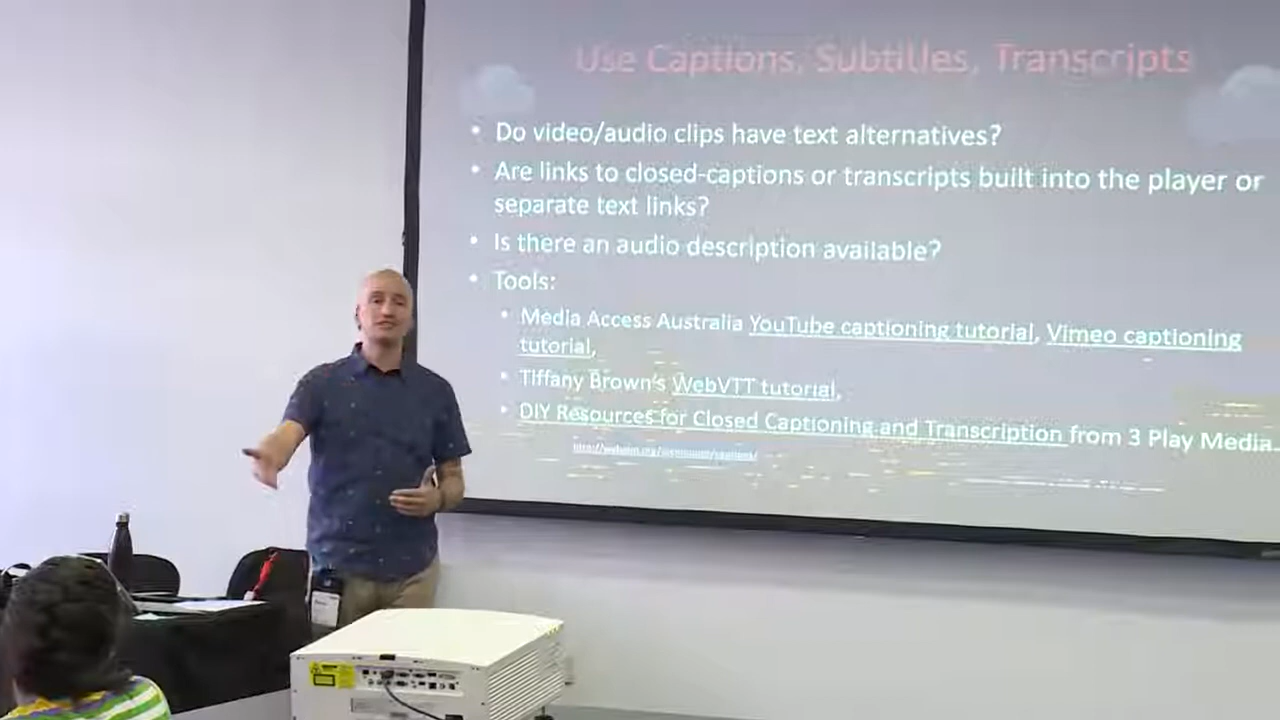 Use Captions, Subtitles, Transcripts
• Do video/audio clips have text alternatives?
• Are links to closed-captions or transcripts built into the player or
separate text links?
• Is there an audio description available?
• Tools:
• Media Access Australia YouTube captioning tutorial, Vimeo captioning
tutorial,
• Tiffany Brown's WebVTT tutorial,
• DIY Resources for Closed Captioning and Transcription from 3 Play Media